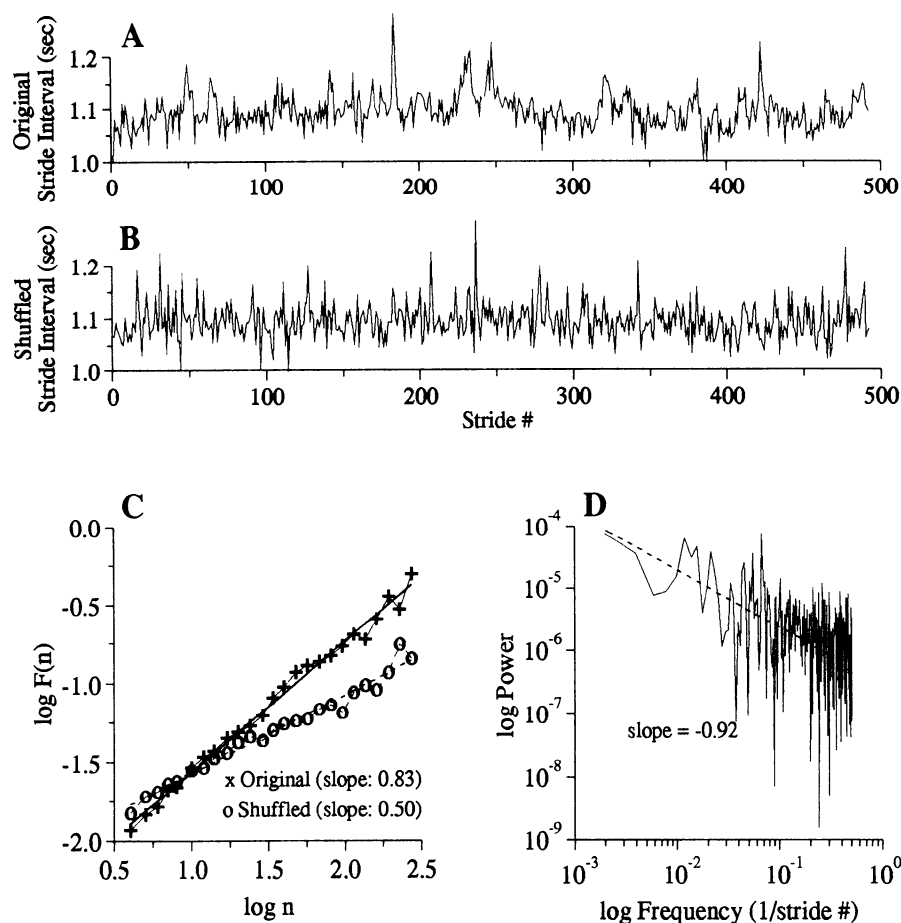 A
Original
Stride Interval (sec)
1.2
1.1
1.0
0
100
200
300
400
500
B
Shuffled
Stride Interval (sec)
1.2
1.1
1.0
0
100
200
300
400
500
Stride #
C
log F(n)
0.0
-0.5
-1.0
-1.5
-2.0
x Original (slope: 0.83)
o Shuffled (slope: 0.50)
0.5
1.0
1.5
2.0
2.5
log n
D
log Power
10^-4
10^-5
10^-6
10^-7
10^-8
10^-9
slope = -0.92
10^-3
10^-2
10^-1
10^0
log Frequency (1/stride #)